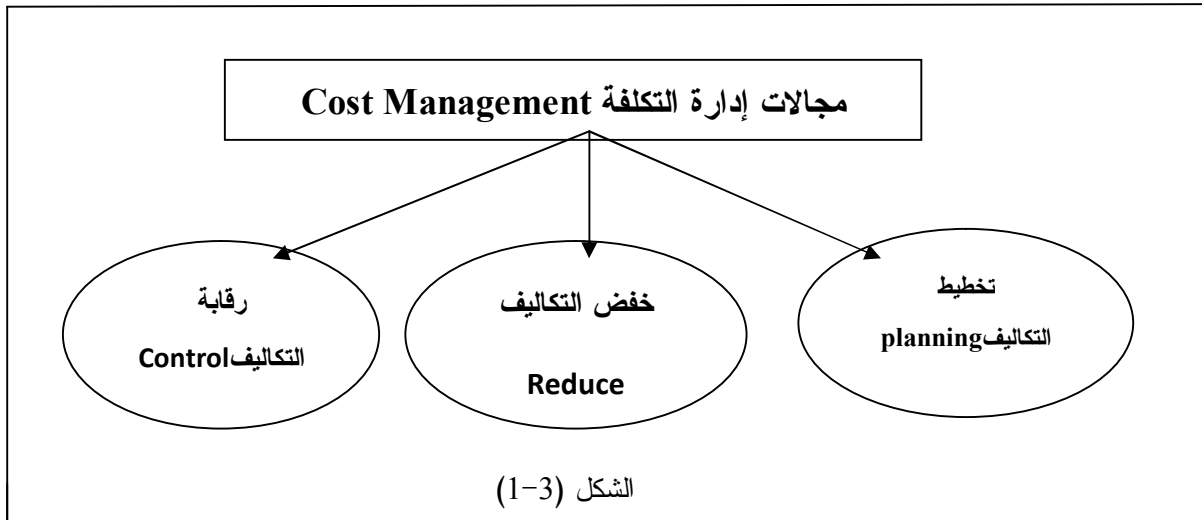 مجالات إدارة التكلفة Cost Management
تخطيط
التكاليفplanning
خفض التكاليف
Reduce
رقابة
التكاليفControl
الشكل (3-1)